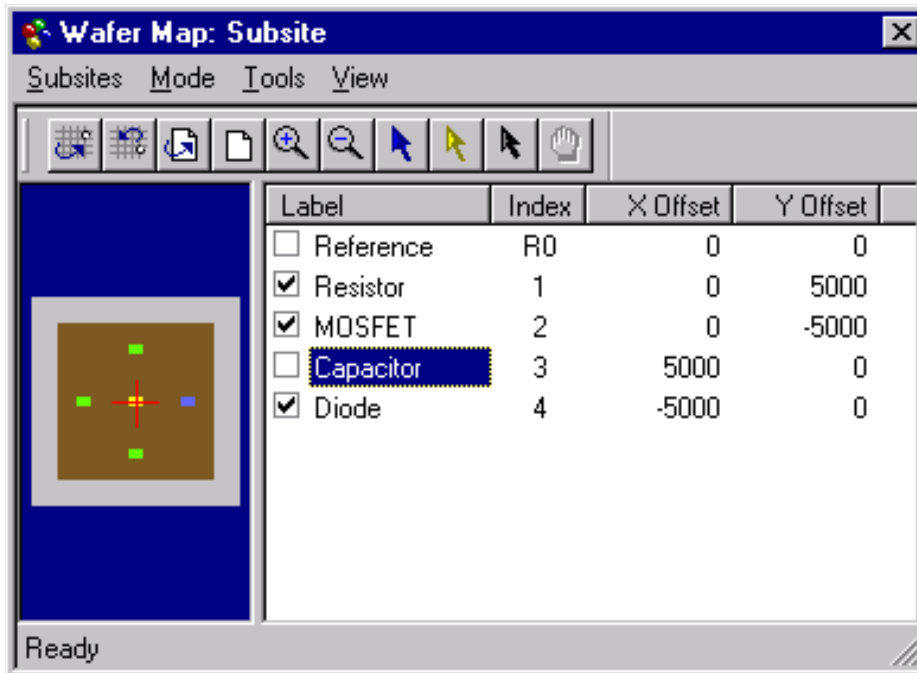 Wafer Map: Subsite
Subsites Mode Tools View
Label Index X Offset Y Offset
Reference R0 0 0
Resistor 1 0 5000
MOSFET 2 0 -5000
Capacitor 3 5000 0
Diode 4 -5000 0
Ready